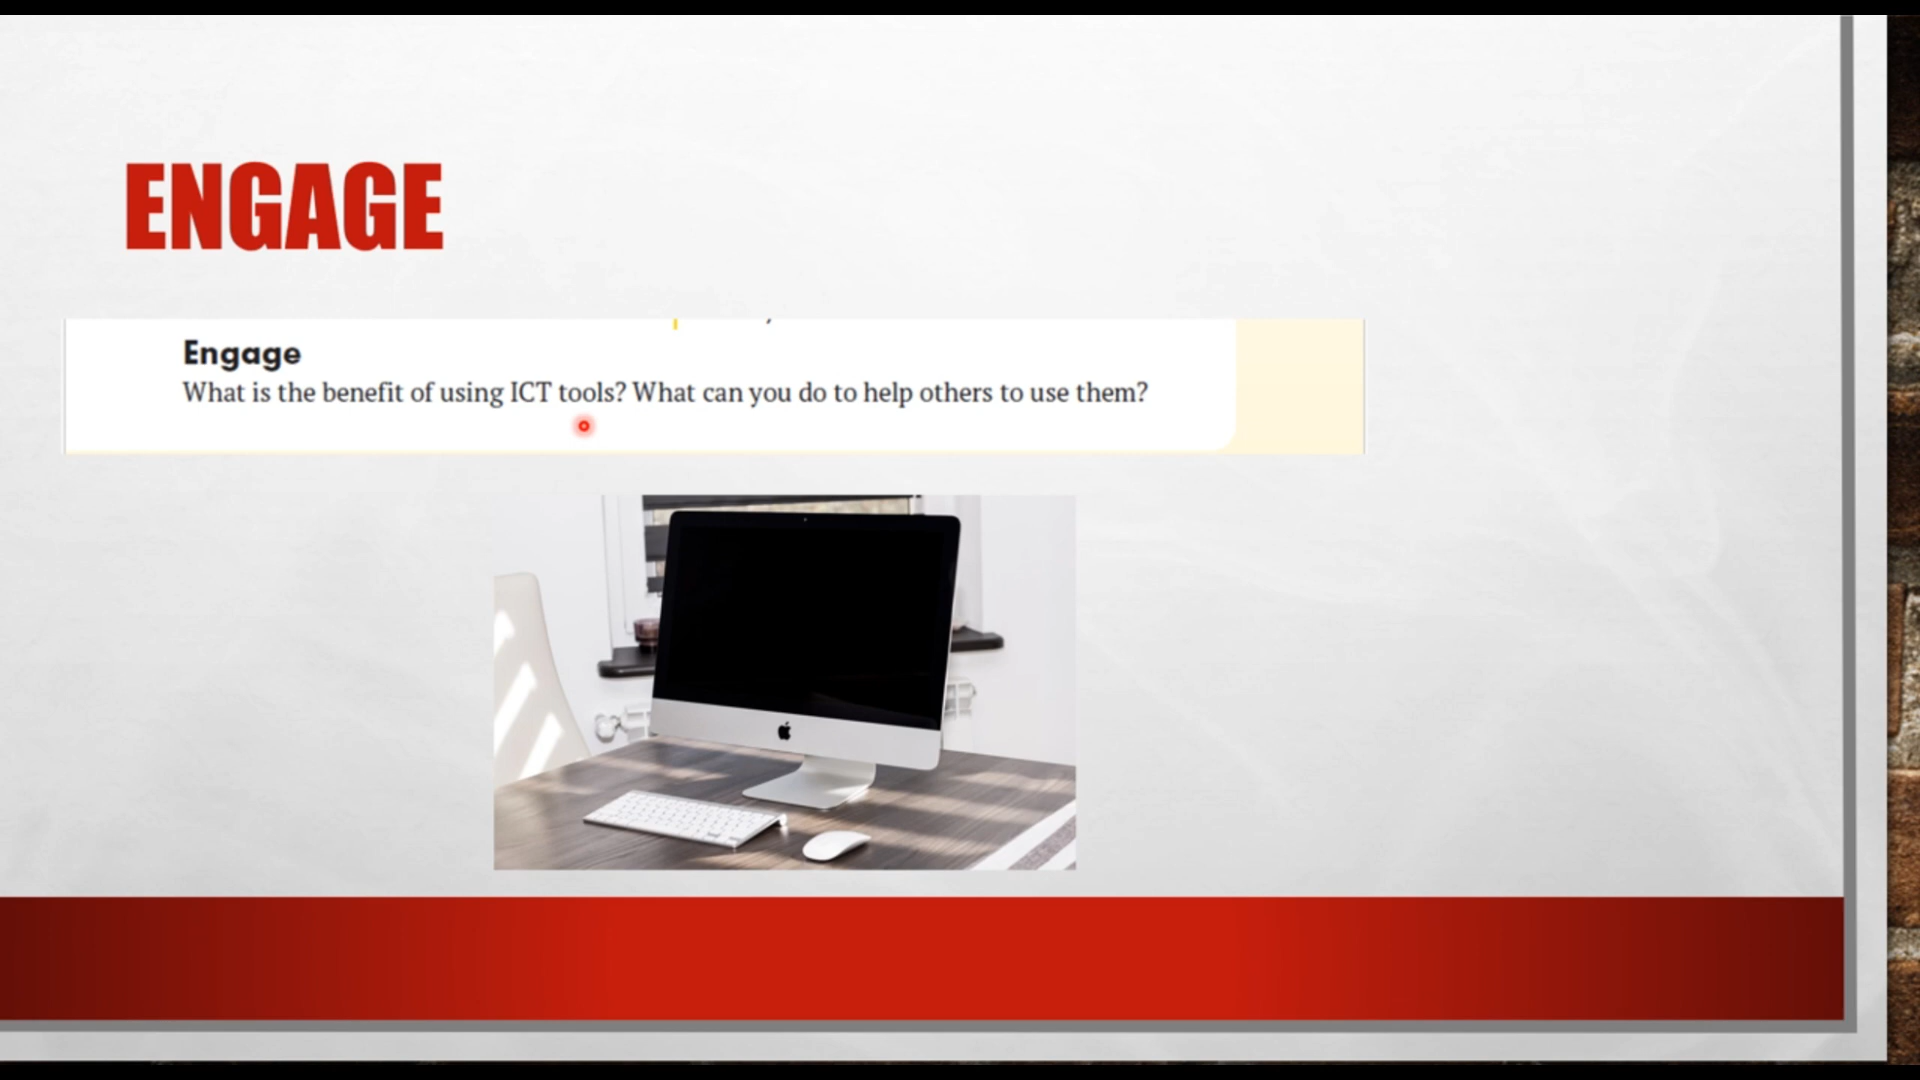 ENGAGE
Engage
What is the benefit of using ICT tools? What can you do to help others to use them?